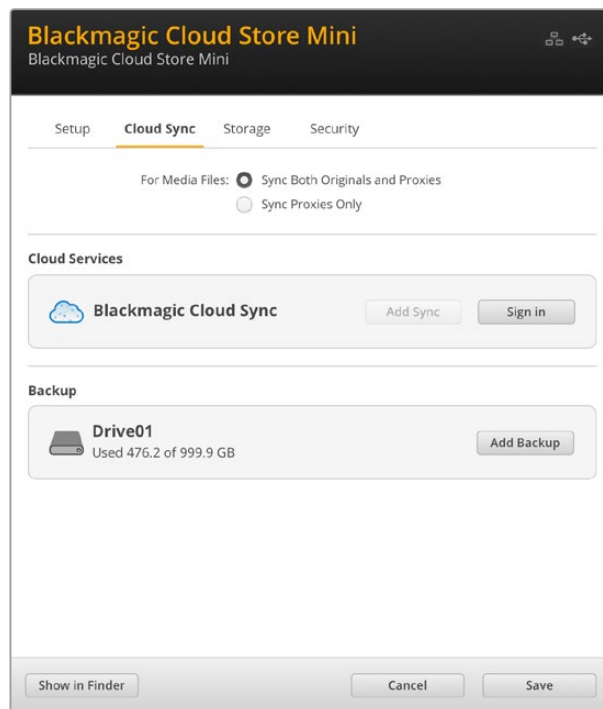 Blackmagic Cloud Store Mini
Blackmagic Cloud Store Mini
Setup Cloud Sync Storage Security
For Media Files: Sync Both Originals and Proxies
Sync Proxies Only
Cloud Services
Blackmagic Cloud Sync Add Sync Sign in
Backup
Drive01
Used 476.2 of 999.9 GB
Add Backup
Show in Finder Cancel Save